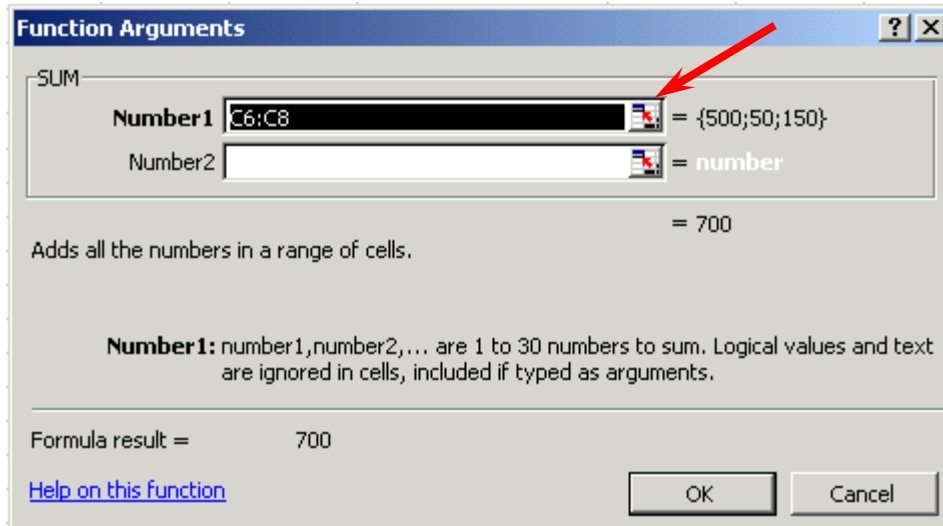 Function Arguments
SUM
Number1 C6:C8 = {500;50;150}
Number2 = number
= 700
Adds all the numbers in a range of cells.
Number1: number1,number2,... are 1 to 30 numbers to sum. Logical values and text
are ignored in cells, included if typed as arguments.
Formula result = 700
Help on this function
OK Cancel